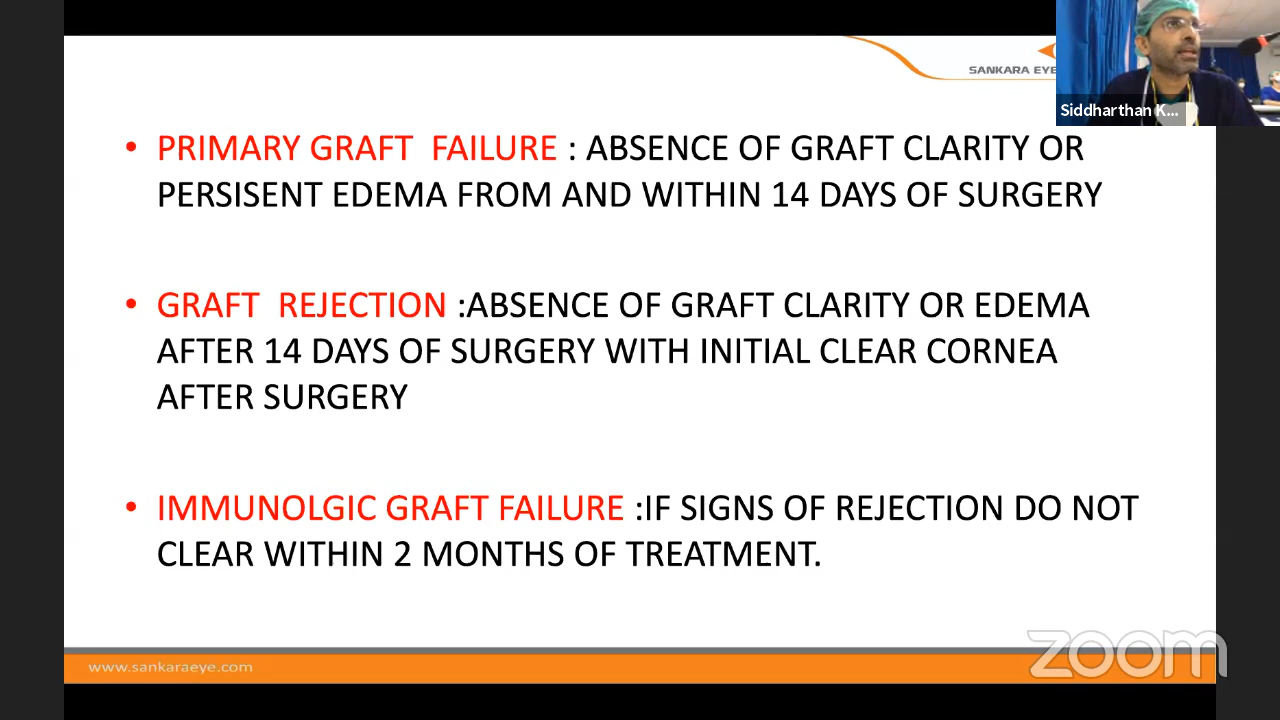 SANKARA EYE
Siddharthan K...
• PRIMARY GRAFT FAILURE : ABSENCE OF GRAFT CLARITY OR
PERSISENT EDEMA FROM AND WITHIN 14 DAYS OF SURGERY
• GRAFT REJECTION :ABSENCE OF GRAFT CLARITY OR EDEMA
AFTER 14 DAYS OF SURGERY WITH INITIAL CLEAR CORNEA
AFTER SURGERY
• IMMUNOLGIC GRAFT FAILURE :IF SIGNS OF REJECTION DO NOT
CLEAR WITHIN 2 MONTHS OF TREATMENT.
zoom
www.sankaraeye.com